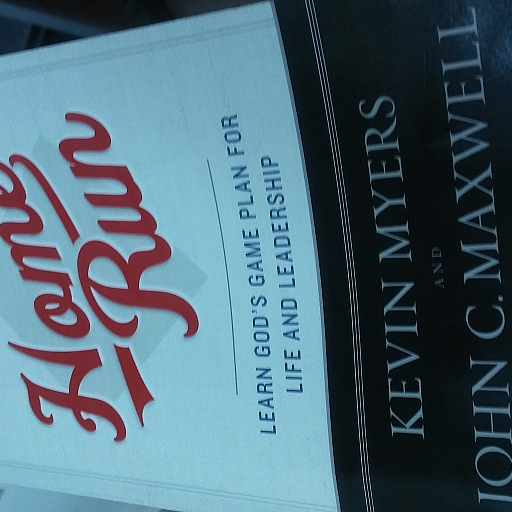 Home
Run
LEARN GOD'S GAME PLAN FOR
LIFE AND LEADERSHIP
KEVIN MYERS
AND
JOHN C. MAXWELL